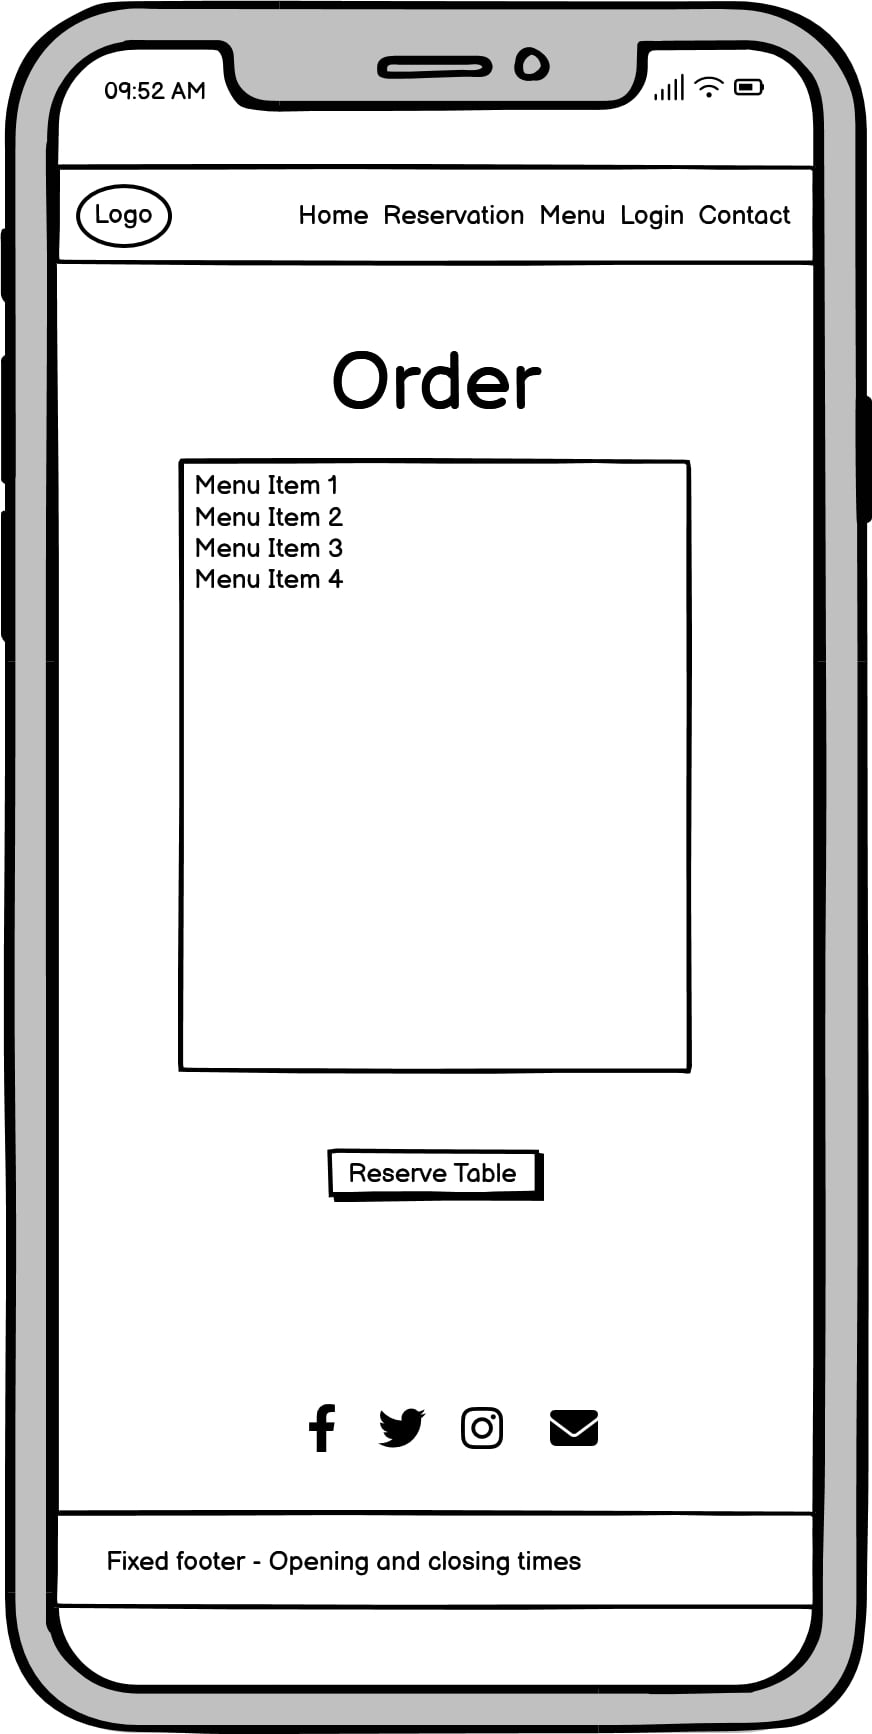 09:52 AM
Logo
Home Reservation Menu Login Contact
Order
Menu Item 1
Menu Item 2
Menu Item 3
Menu Item 4
Reserve Table
Fixed footer - Opening and closing times